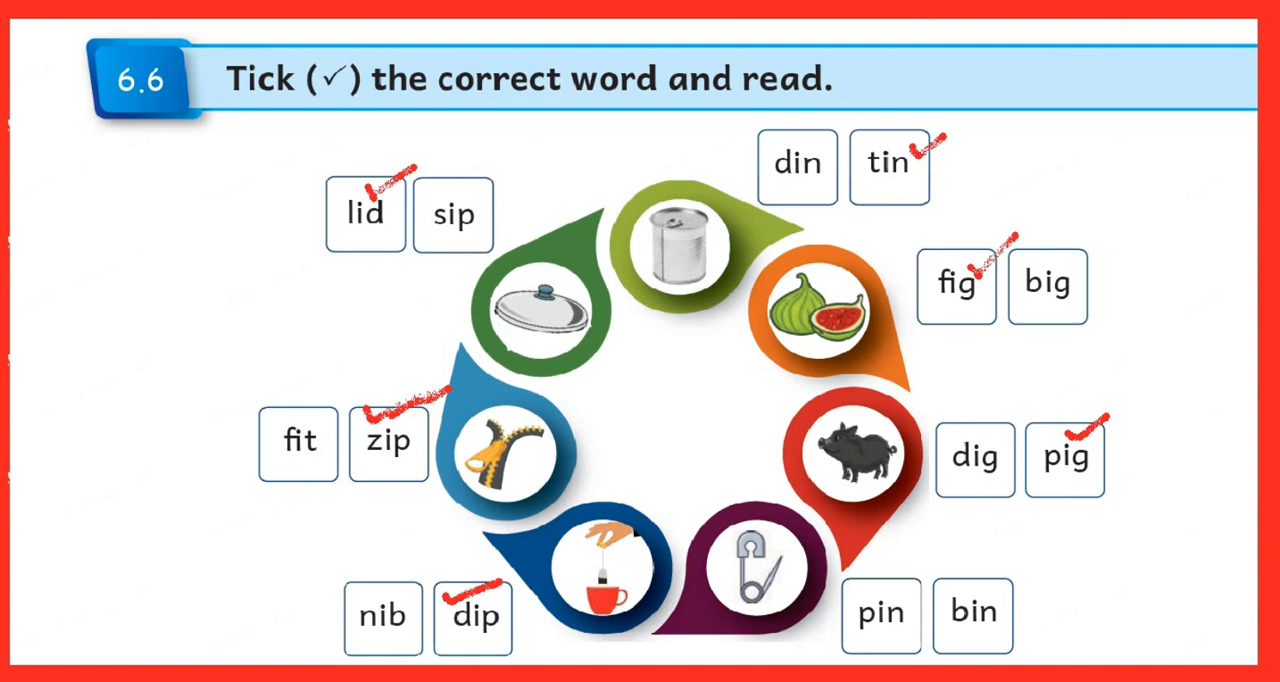 6.6 Tick (✓) the correct word and read.
din tin
lid sip
fig big
fit zip
dig pig
nib dip
pin bin